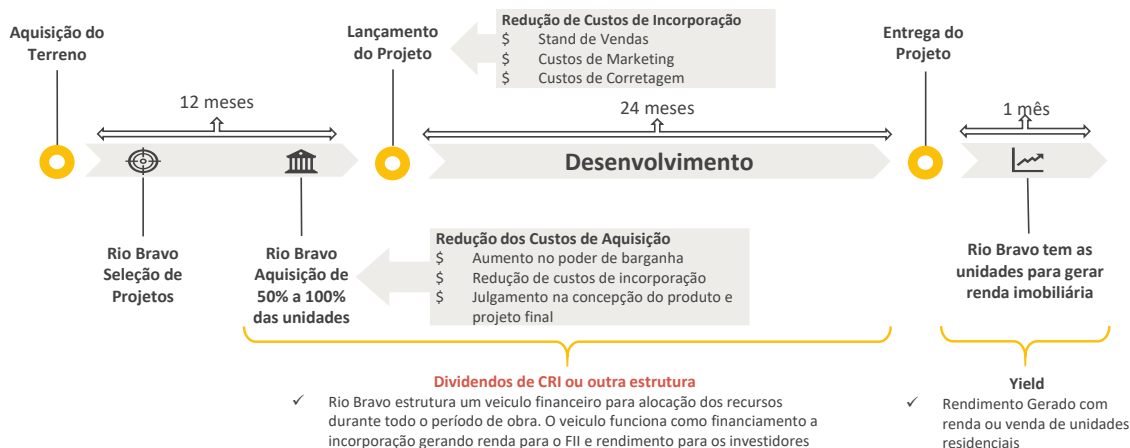 Aquisição do
Terreno
Lançamento
do Projeto
Redução de Custos de Incorporação
$ Stand de Vendas
$ Custos de Marketing
$ Custos de Corretagem
Entrega do
Projeto
12 meses
24 meses
1 mês
Desenvolvimento
Rio Bravo
Seleção de
Projetos
Rio Bravo
Aquisição de
50% a 100%
das unidades
Redução dos Custos de Aquisição
$ Aumento no poder de barganha
$ Redução de custos de incorporação
$ Julgamento na concepção do produto e
projeto final
Rio Bravo tem as
unidades para gerar
renda imobiliária
Dividendos de CRI ou outra estrutura
✓ Rio Bravo estrutura um veiculo financeiro para alocação dos recursos
durante todo o período de obra. O veiculo funciona como financiamento a
incorporação gerando renda para o FII e rendimento para os investidores
Yield
✓ Rendimento Gerado com
renda ou venda de unidades
residenciais